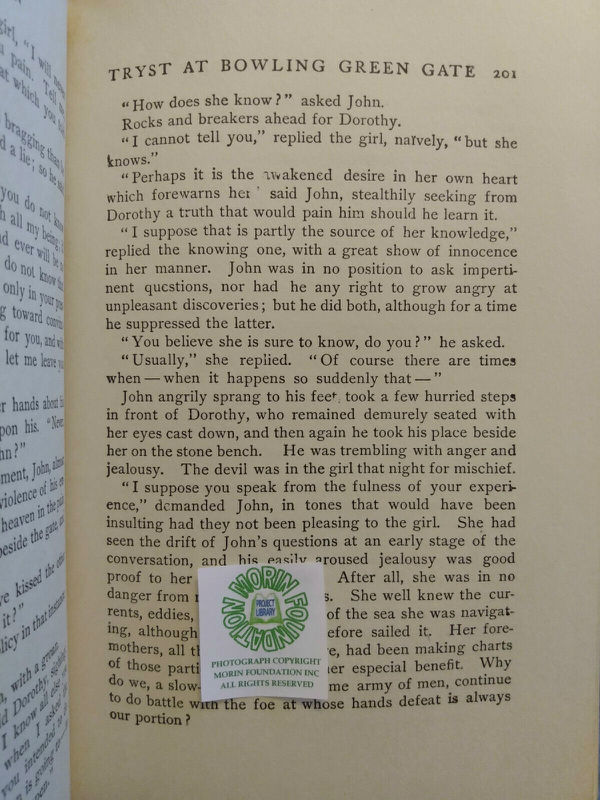 TRYST AT BOWLING GREEN GATE 201
"How does she know?" asked John.
Rocks and breakers ahead for Dorothy.
"I cannot tell you," replied the girl, naïvely, "but she
knows."
"Perhaps it is the awakened desire in her own heart
which forewarns her" said John, stealthily seeking from
Dorothy a truth that would pain him should he learn it.
"I suppose that is partly the source of her knowledge,"
replied the knowing one, with a great show of innocence
in her manner. John was in no position to ask imperti-
nent questions, nor had he any right to grow angry at
unpleasant discoveries; but he did both, although for a time
he suppressed the latter.
"You believe she is sure to know, do you?" he asked.
"Usually," she replied. "Of course there are times
when — when it happens so suddenly that — "
John angrily sprang to his feet, took a few hurried steps
in front of Dorothy, who remained demurely seated with
her eyes cast down, and then again he took his place beside
her on the stone bench. He was trembling with anger and
jealousy. The devil was in the girl that night for mischief.
"I suppose you speak from the fulness of your experi-
ence," demanded John, in tones that would have been
insulting had they not been pleasing to the girl. She had
seen the drift of John's questions at an early stage of the
conversation, and his easily aroused jealousy was good
proof to her After all, she was in no
danger from She well knew the cur-
rents, eddies, of the sea she was navigat-
ing, although before sailed it. Her fore-
mothers, all had been making charts
of those her especial benefit. Why
do we, a slow- army of men, continue
to do battle with the foe at whose hands defeat is always
our portion?
MORIN FOUNDATION
PROJECT
LIBRARY
PHOTOGRAPH COPYRIGHT
MORIN FOUNDATION INC
ALL RIGHTS RESERVED